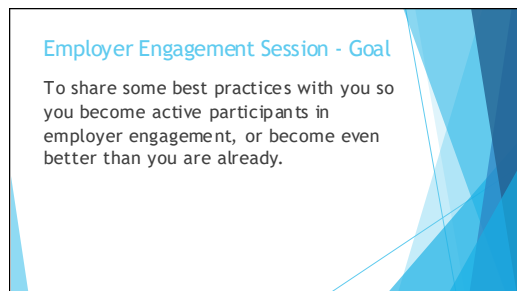 Employer Engagement Session - Goal
To share some best practices with you so
you become active participants in
employer engagement, or become even
better than you are already.